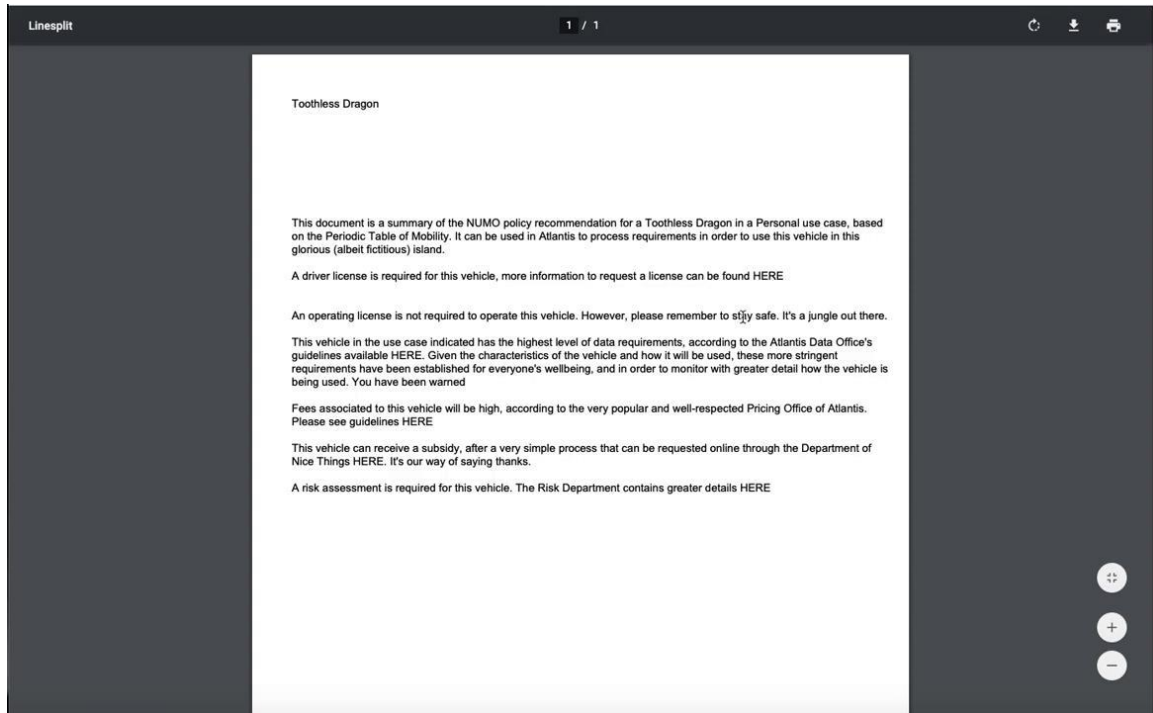 Linesplit
1 / 1
Toothless Dragon
This document is a summary of the NUMO policy recommendation for a Toothless Dragon in a Personal use case, based
on the Periodic Table of Mobility. It can be used in Atlantis to process requirements in order to use this vehicle in this
glorious (albeit fictitious) island.
A driver license is required for this vehicle, more information to request a license can be found HERE
An operating license is not required to operate this vehicle. However, please remember to stay safe. It's a jungle out there.
This vehicle in the use case indicated has the highest level of data requirements, according to the Atlantis Data Office's
guidelines available HERE. Given the characteristics of the vehicle and how it will be used, these more stringent
requirements have been established for everyone's wellbeing, and in order to monitor with greater detail how the vehicle is
being used. You have been warned
Fees associated to this vehicle will be high, according to the very popular and well-respected Pricing Office of Atlantis.
Please see guidelines HERE
This vehicle can receive a subsidy, after a very simple process that can be requested online through the Department of
Nice Things HERE. It's our way of saying thanks.
A risk assessment is required for this vehicle. The Risk Department contains greater details HERE